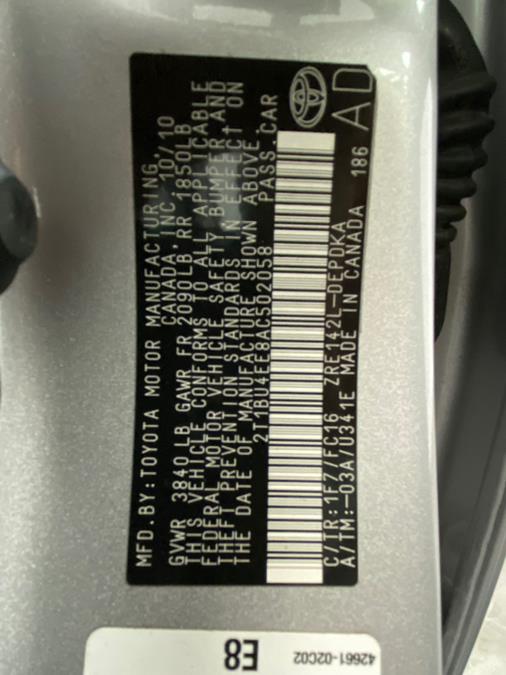 MFD.BY:TOYOTA MOTOR MANUFACTURING,
CANADA,INC. 10/10
GVWR 3840LB GAWR FR 2090LB,RR 1850LB
THIS VEHICLE CONFORMS TO ALL APPLICABLE
FEDERAL MOTOR VEHICLE SAFETY,BUMPER,AND
THEFT PREVENTION STANDARDS IN EFFECT ON
THE DATE OF MANUFACTURE SHOWN ABOVE.
2T1BU4EE8AC502058 PASS.CAR
C/TR:1F7/FC16 ZRE142L-DEPDKA
A/TM:-03A/U341E MADE IN CANADA 186
AD
E8
42661-02C02